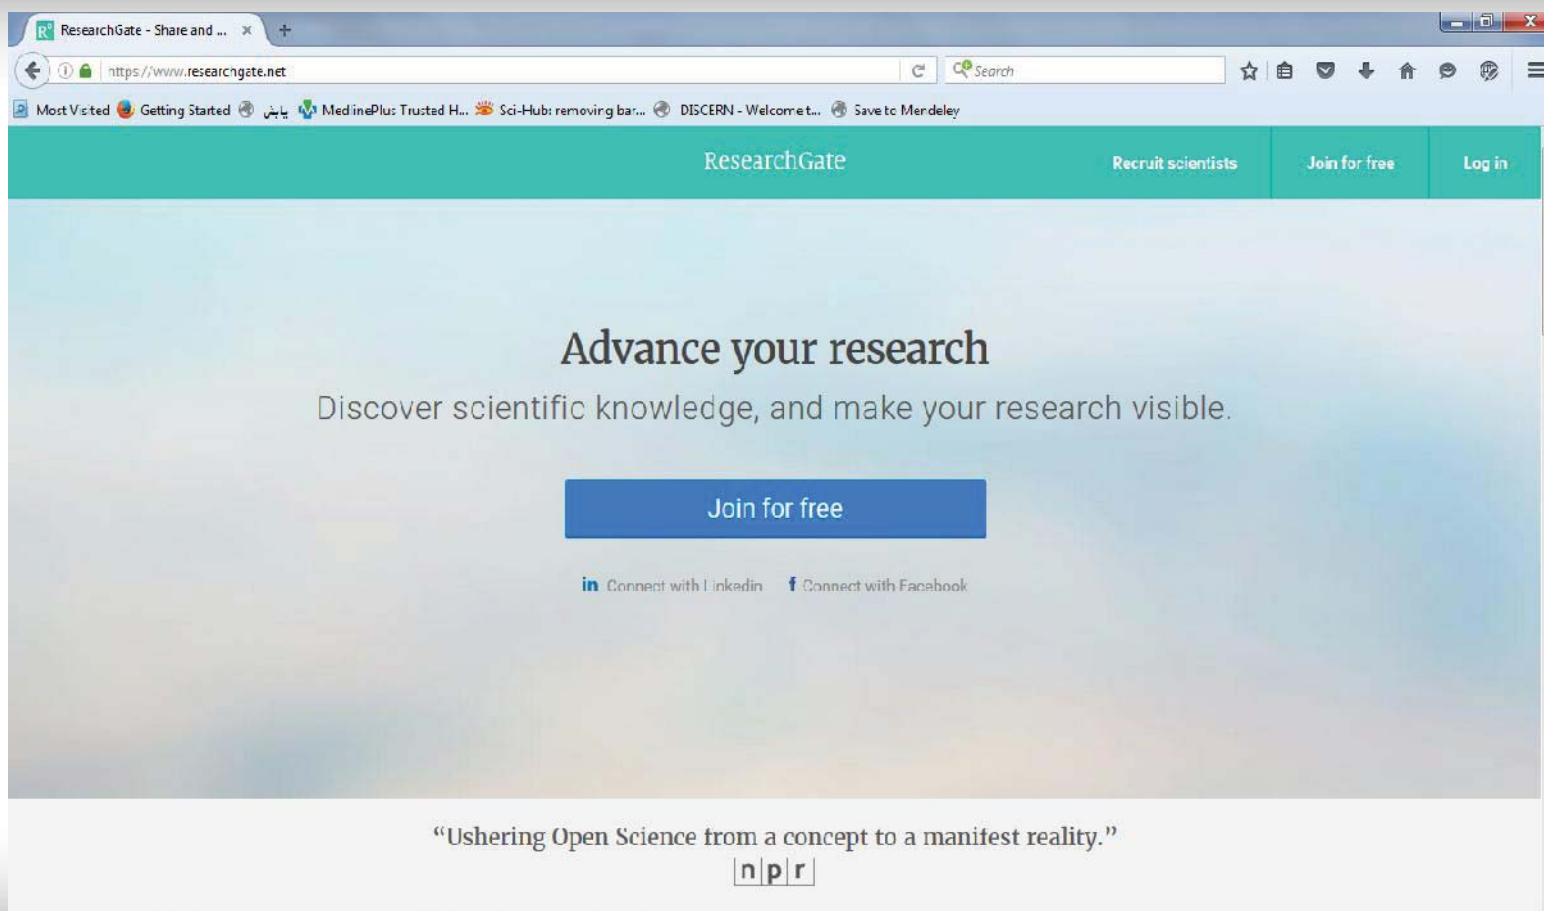 ResearchGate - Share and ...
https://www.researchgate.net
Search
Most Visited Getting Started یابش MedlinePlus Trusted H... Sci-Hub: removing bar... DISCERN - Welcome t... Save to Mendeley
ResearchGate Recruit scientists Join for free Log in
Advance your research
Discover scientific knowledge, and make your research visible.
Join for free
in Connect with Linkedin f Connect with Facebook
“Ushering Open Science from a concept to a manifest reality.”
npr